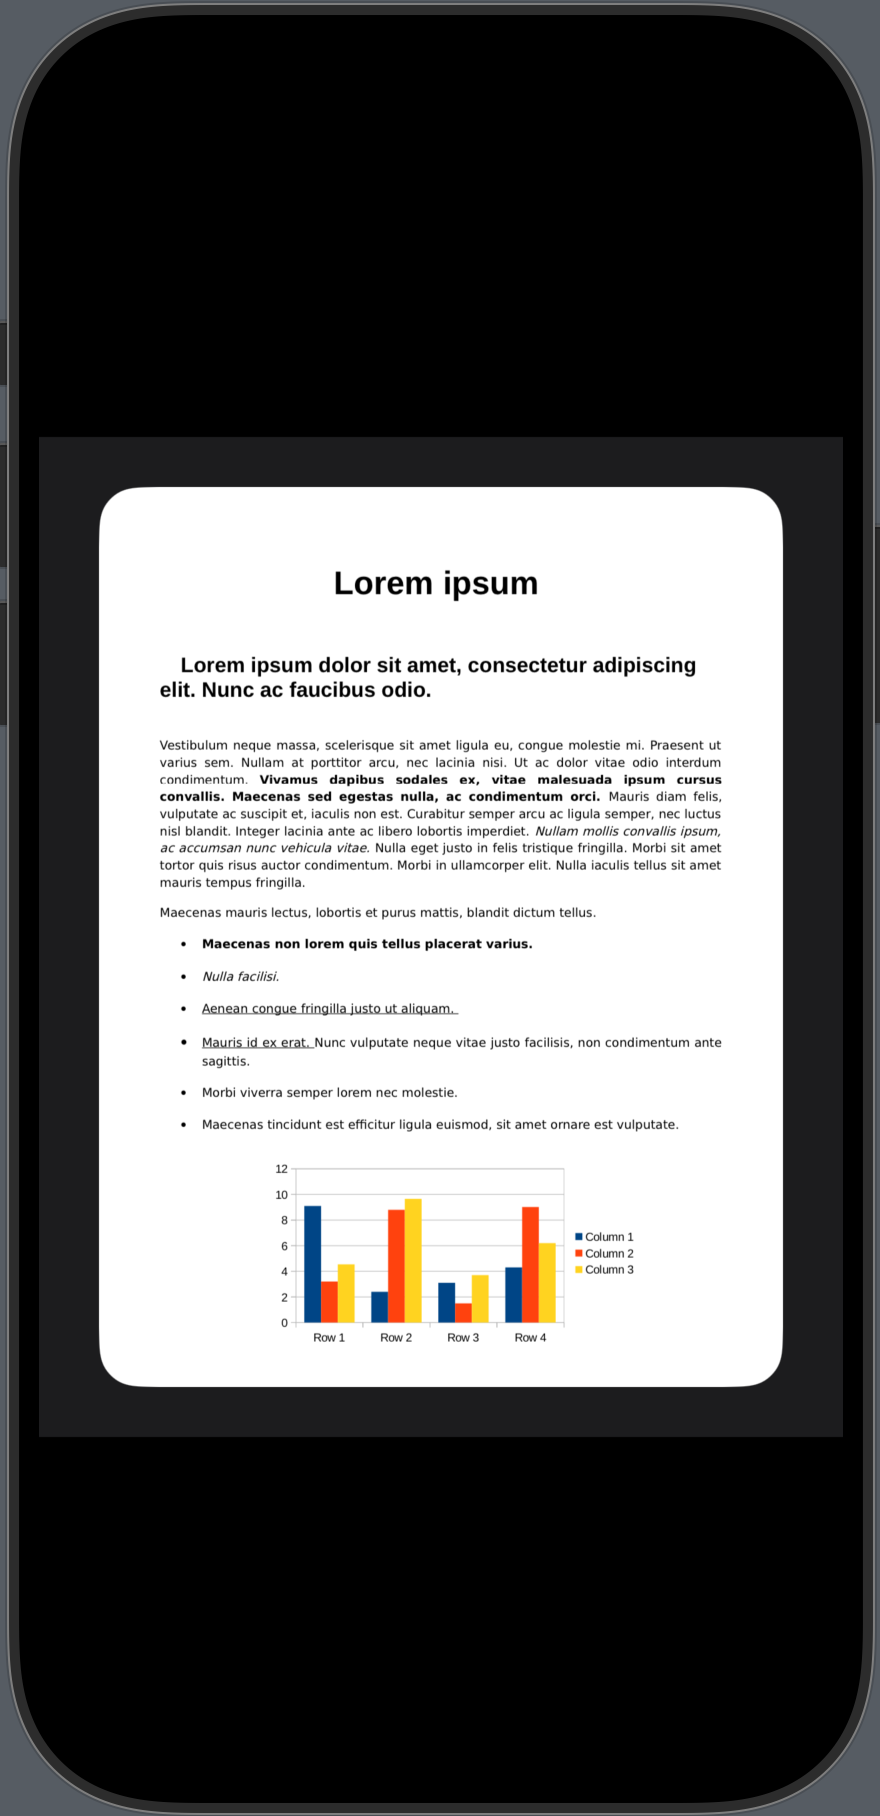 Lorem ipsum
Lorem ipsum dolor sit amet, consectetur adipiscing
elit. Nunc ac faucibus odio.
Vestibulum neque massa, scelerisque sit amet ligula eu, congue molestie mi. Praesent ut
varius sem. Nullam at porttitor arcu, nec lacinia nisi. Ut ac dolor vitae odio interdum
condimentum. Vivamus dapibus sodales ex, vitae malesuada ipsum cursus
convallis. Maecenas sed egestas nulla, ac condimentum orci. Mauris diam felis,
vulputate ac suscipit et, iaculis non est. Curabitur semper arcu ac ligula semper, nec luctus
nisl blandit. Integer lacinia ante ac libero lobortis imperdiet. Nullam mollis convallis ipsum,
ac accumsan nunc vehicula vitae. Nulla eget justo in felis tristique fringilla. Morbi sit amet
tortor quis risus auctor condimentum. Morbi in ullamcorper elit. Nulla iaculis tellus sit amet
mauris tempus fringilla.
Maecenas mauris lectus, lobortis et purus mattis, blandit dictum tellus.
• Maecenas non lorem quis tellus placerat varius.
• Nulla facilisi.
• Aenean congue fringilla justo ut aliquam.
• Mauris id ex erat. Nunc vulputate neque vitae justo facilisis, non condimentum ante
sagittis.
• Morbi viverra semper lorem nec molestie.
• Maecenas tincidunt est efficitur ligula euismod, sit amet ornare est vulputate.
12
10
8
6
4
2
0
Row 1 Row 2 Row 3 Row 4
Column 1
Column 2
Column 3